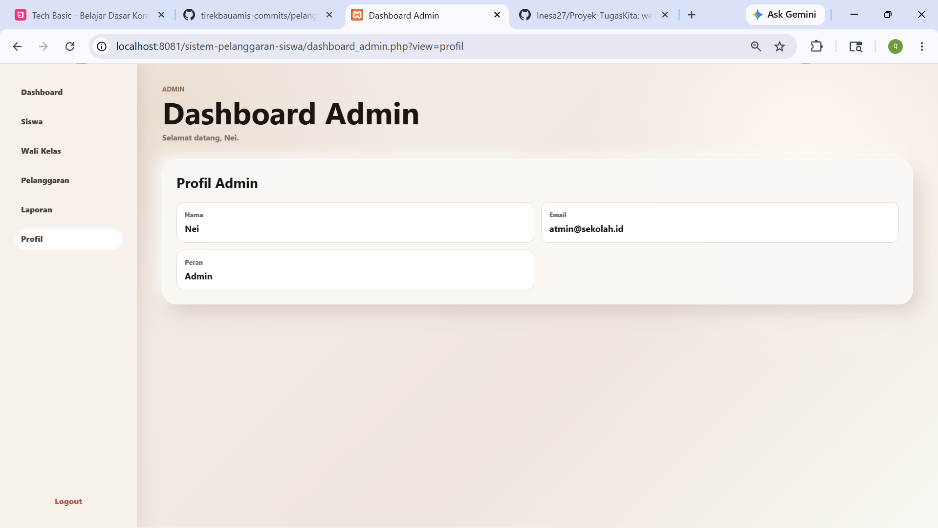 Tech Basic - Belajar Dasar Kom
tirekbauamis-commits/pelang
Dashboard Admin
Inesa27/Proyek-TugasKita: we
Ask Gemini
localhost:8081/sistem-pelanggaran-siswa/dashboard_admin.php?view=profil
Q
Dashboard
Siswa
Wali Kelas
Pelanggaran
Laporan
Profil
Logout
ADMIN
Dashboard Admin
Selamat datang, Nei.
Profil Admin
Nama
Nei
Email
atmin@sekolah.id
Peran
Admin